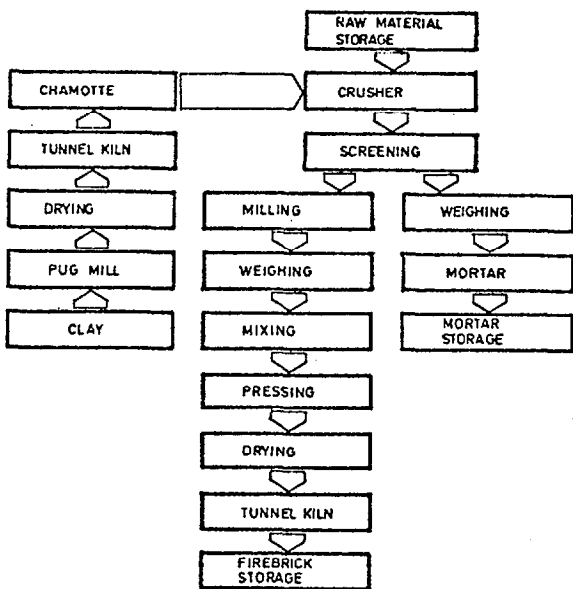 RAW MATERIAL
STORAGE
CHAMOTTE
CRUSHER
TUNNEL KILN
SCREENING
DRYING
MILLING
WEIGHING
PUG MILL
WEIGHING
MORTAR
CLAY
MIXING
MORTAR
STORAGE
PRESSING
DRYING
TUNNEL KILN
FIREBRICK
STORAGE